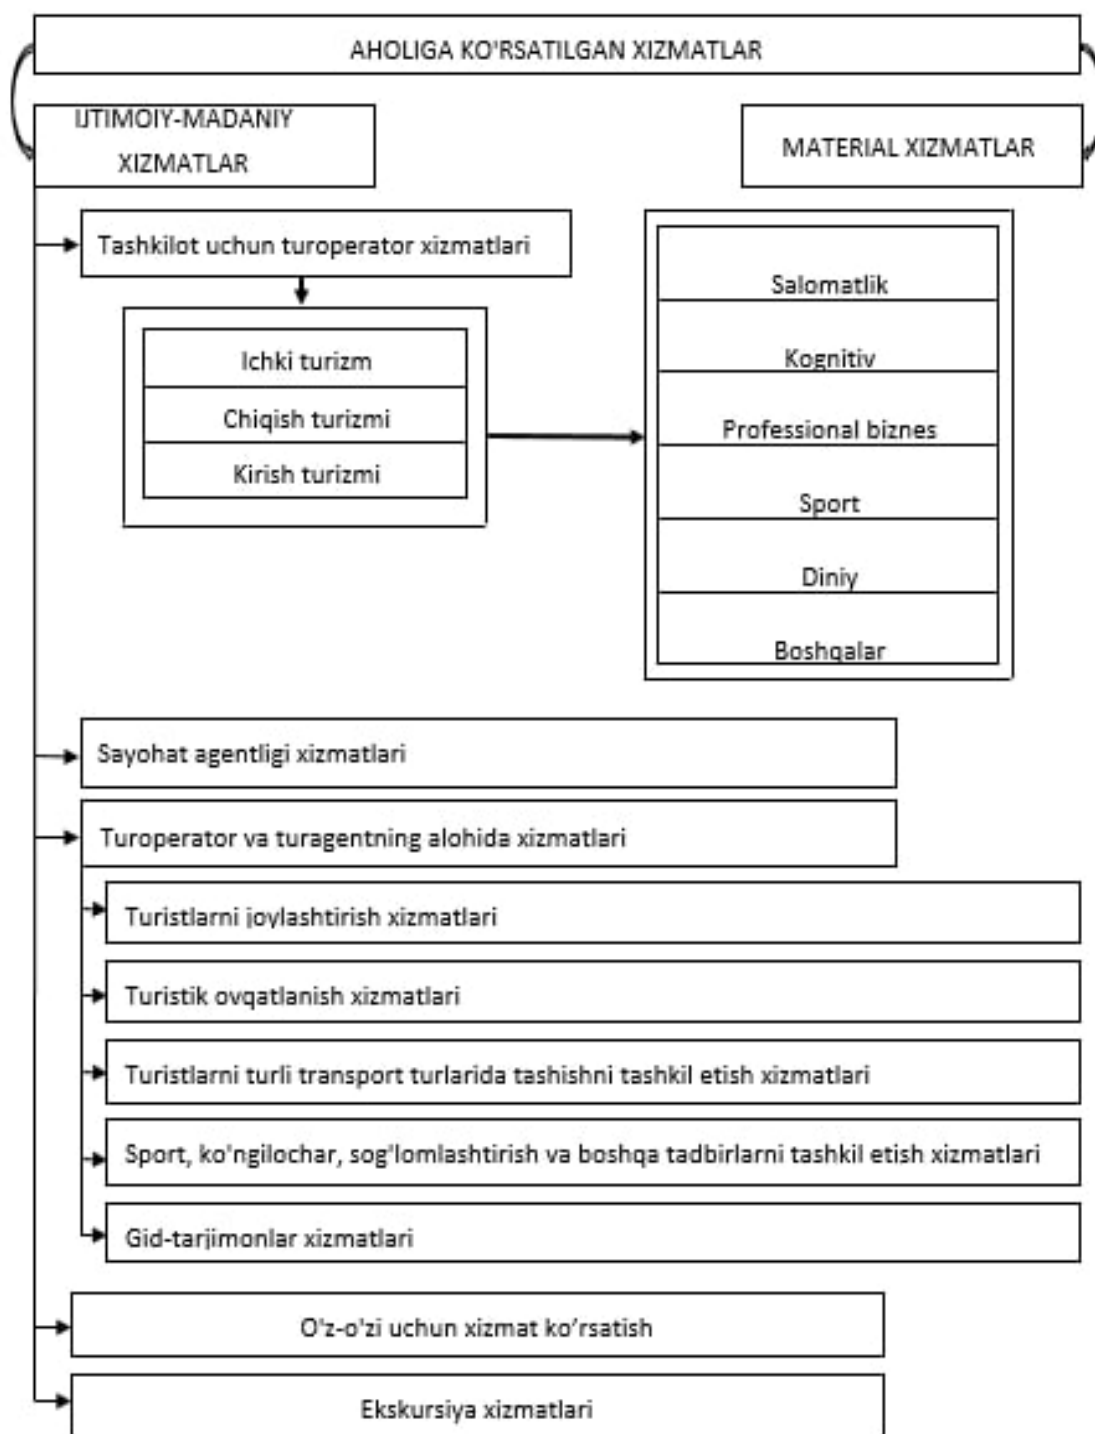 AHOLIGA KO'RSATILGAN XIZMATLAR
IJTIMOIY-MADANIY
XIZMATLAR
MATERIAL XIZMATLAR
Tashkilot uchun turoperator xizmatlari
Ichki turizm
Chiqish turizmi
Kirish turizmi
Salomatlik
Kognitiv
Professional biznes
Sport
Diniy
Boshqalar
Sayohat agentligi xizmatlari
Turoperator va turagentning alohida xizmatlari
Turistlarni joylashtirish xizmatlari
Turistik ovqatlanish xizmatlari
Turistlarni turli transport turlarida tashishni tashkil etish xizmatlari
Sport, ko'ngilochar, sog'lomlashtirish va boshqa tadbirlarni tashkil etish xizmatlari
Gid-tarjimonlar xizmatlari
O'z-o'zi uchun xizmat ko’rsatish
Ekskursiya xizmatlari